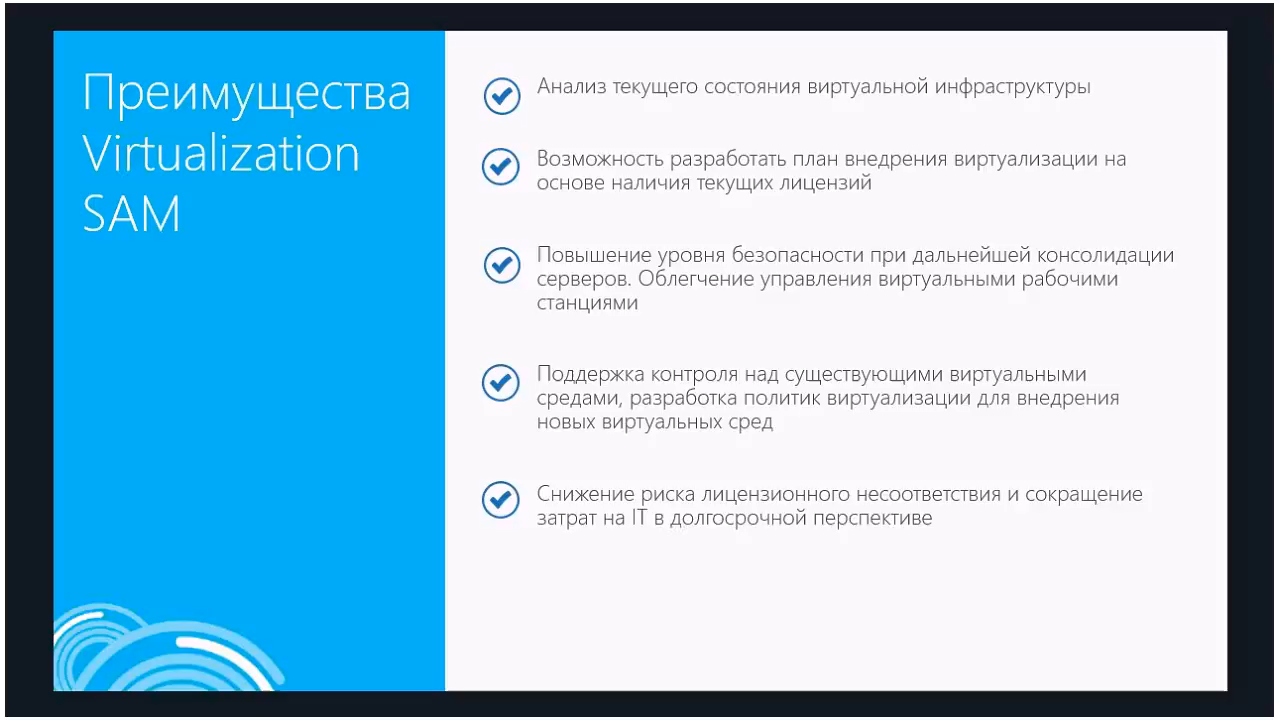 Преимущества
Virtualization
SAM
Анализ текущего состояния виртуальной инфраструктуры
Возможность разработать план внедрения виртуализации на
основе наличия текущих лицензий
Повышение уровня безопасности при дальнейшей консолидации
серверов. Облегчение управления виртуальными рабочими
станциями
Поддержка контроля над существующими виртуальными
средами, разработка политик виртуализации для внедрения
новых виртуальных сред
Снижение риска лицензионного несоответствия и сокращение
затрат на IT в долгосрочной перспективе